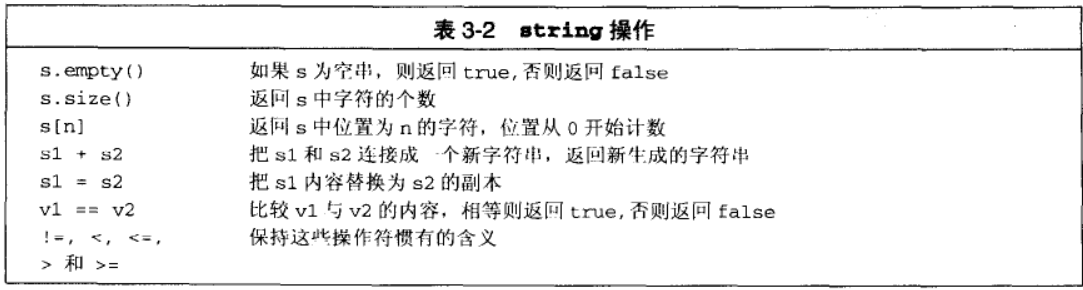 表 3-2 string 操作
s.empty() 如果 s 为空串，则返回 true,否则返回 false
s.size() 返回 s 中字符的个数
s[n] 返回 s 中位置为 n 的字符，位置从 0 开始计数
s1 + s2 把 s1 和 s2 连接成一个新字符串，返回新生成的字符串
s1 = s2 把 s1 内容替换为 s2 的副本
v1 == v2 比较 v1 与 v2 的内容，相等则返回 true,否则返回 false
!=, <, <=, 保持这些操作符惯有的含义
> 和 >=